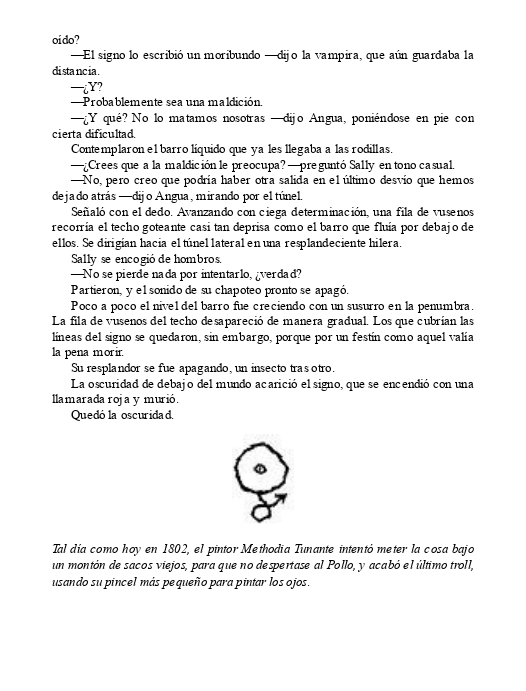 oído?
—El signo lo escribió un moribundo —dijo la vampira, que aún guardaba la
distancia.
—¿Y?
—Probablemente sea una maldición.
—¿Y qué? No lo matamos nosotras —dijo Angua, poniéndose en pie con
cierta dificultad.
Contemplaron el barro líquido que ya les llegaba a las rodillas.
—¿Crees que a la maldición le preocupa? —preguntó Sally en tono casual.
—No, pero creo que podría haber otra salida en el último desvío que hemos
dejado atrás —dijo Angua, mirando por el túnel.
Señaló con el dedo. Avanzando con ciega determinación, una fila de vusenos
recorría el techo goteante casi tan deprisa como el barro que fluía por debajo de
ellos. Se dirigían hacia el túnel lateral en una resplandeciente hilera.
Sally se encogió de hombros.
—No se pierde nada por intentarlo, ¿verdad?
Partieron, y el sonido de su chapoteo pronto se apagó.
Poco a poco el nivel del barro fue creciendo con un susurro en la penumbra.
La fila de vusenos del techo desapareció de manera gradual. Los que cubrían las
líneas del signo se quedaron, sin embargo, porque por un festín como aquel valía
la pena morir.
Su resplandor se fue apagando, un insecto tras otro.
La oscuridad de debajo del mundo acarició el signo, que se encendió con una
llamarada roja y murió.
Quedó la oscuridad.
Tal día como hoy en 1802, el pintor Methodia Tunante intentó meter la cosa bajo
un montón de sacos viejos, para que no despertase al Pollo, y acabó el último troll,
usando su pincel más pequeño para pintar los ojos.